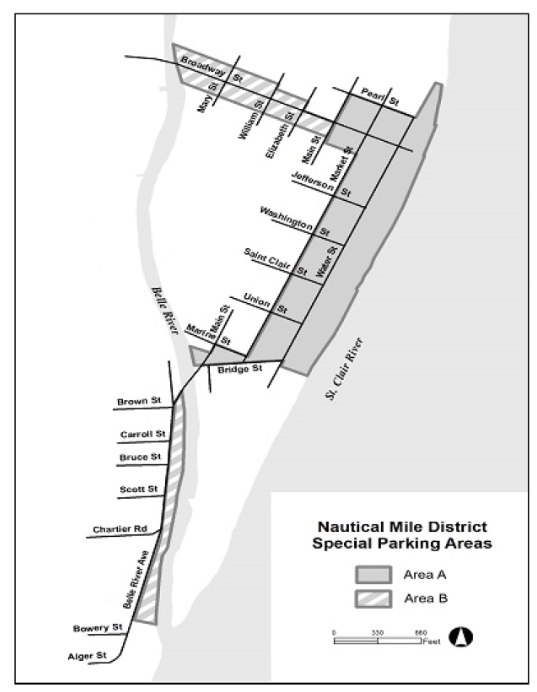 Broadway St
Pearl St
Mary St
William St
Elizabeth St
Main St
Market St
Jefferson St
Washington St
Water St
Saint Clair St
Union St
Belle River
Main St
Marine St
Bridge St
St. Clair River
Brown St
Carroll St
Bruce St
Scott St
Chartier Rd
Belle River Ave
Bowery St
Alger St
Nautical Mile District
Special Parking Areas
Area A
Area B
0 330 660
Feet